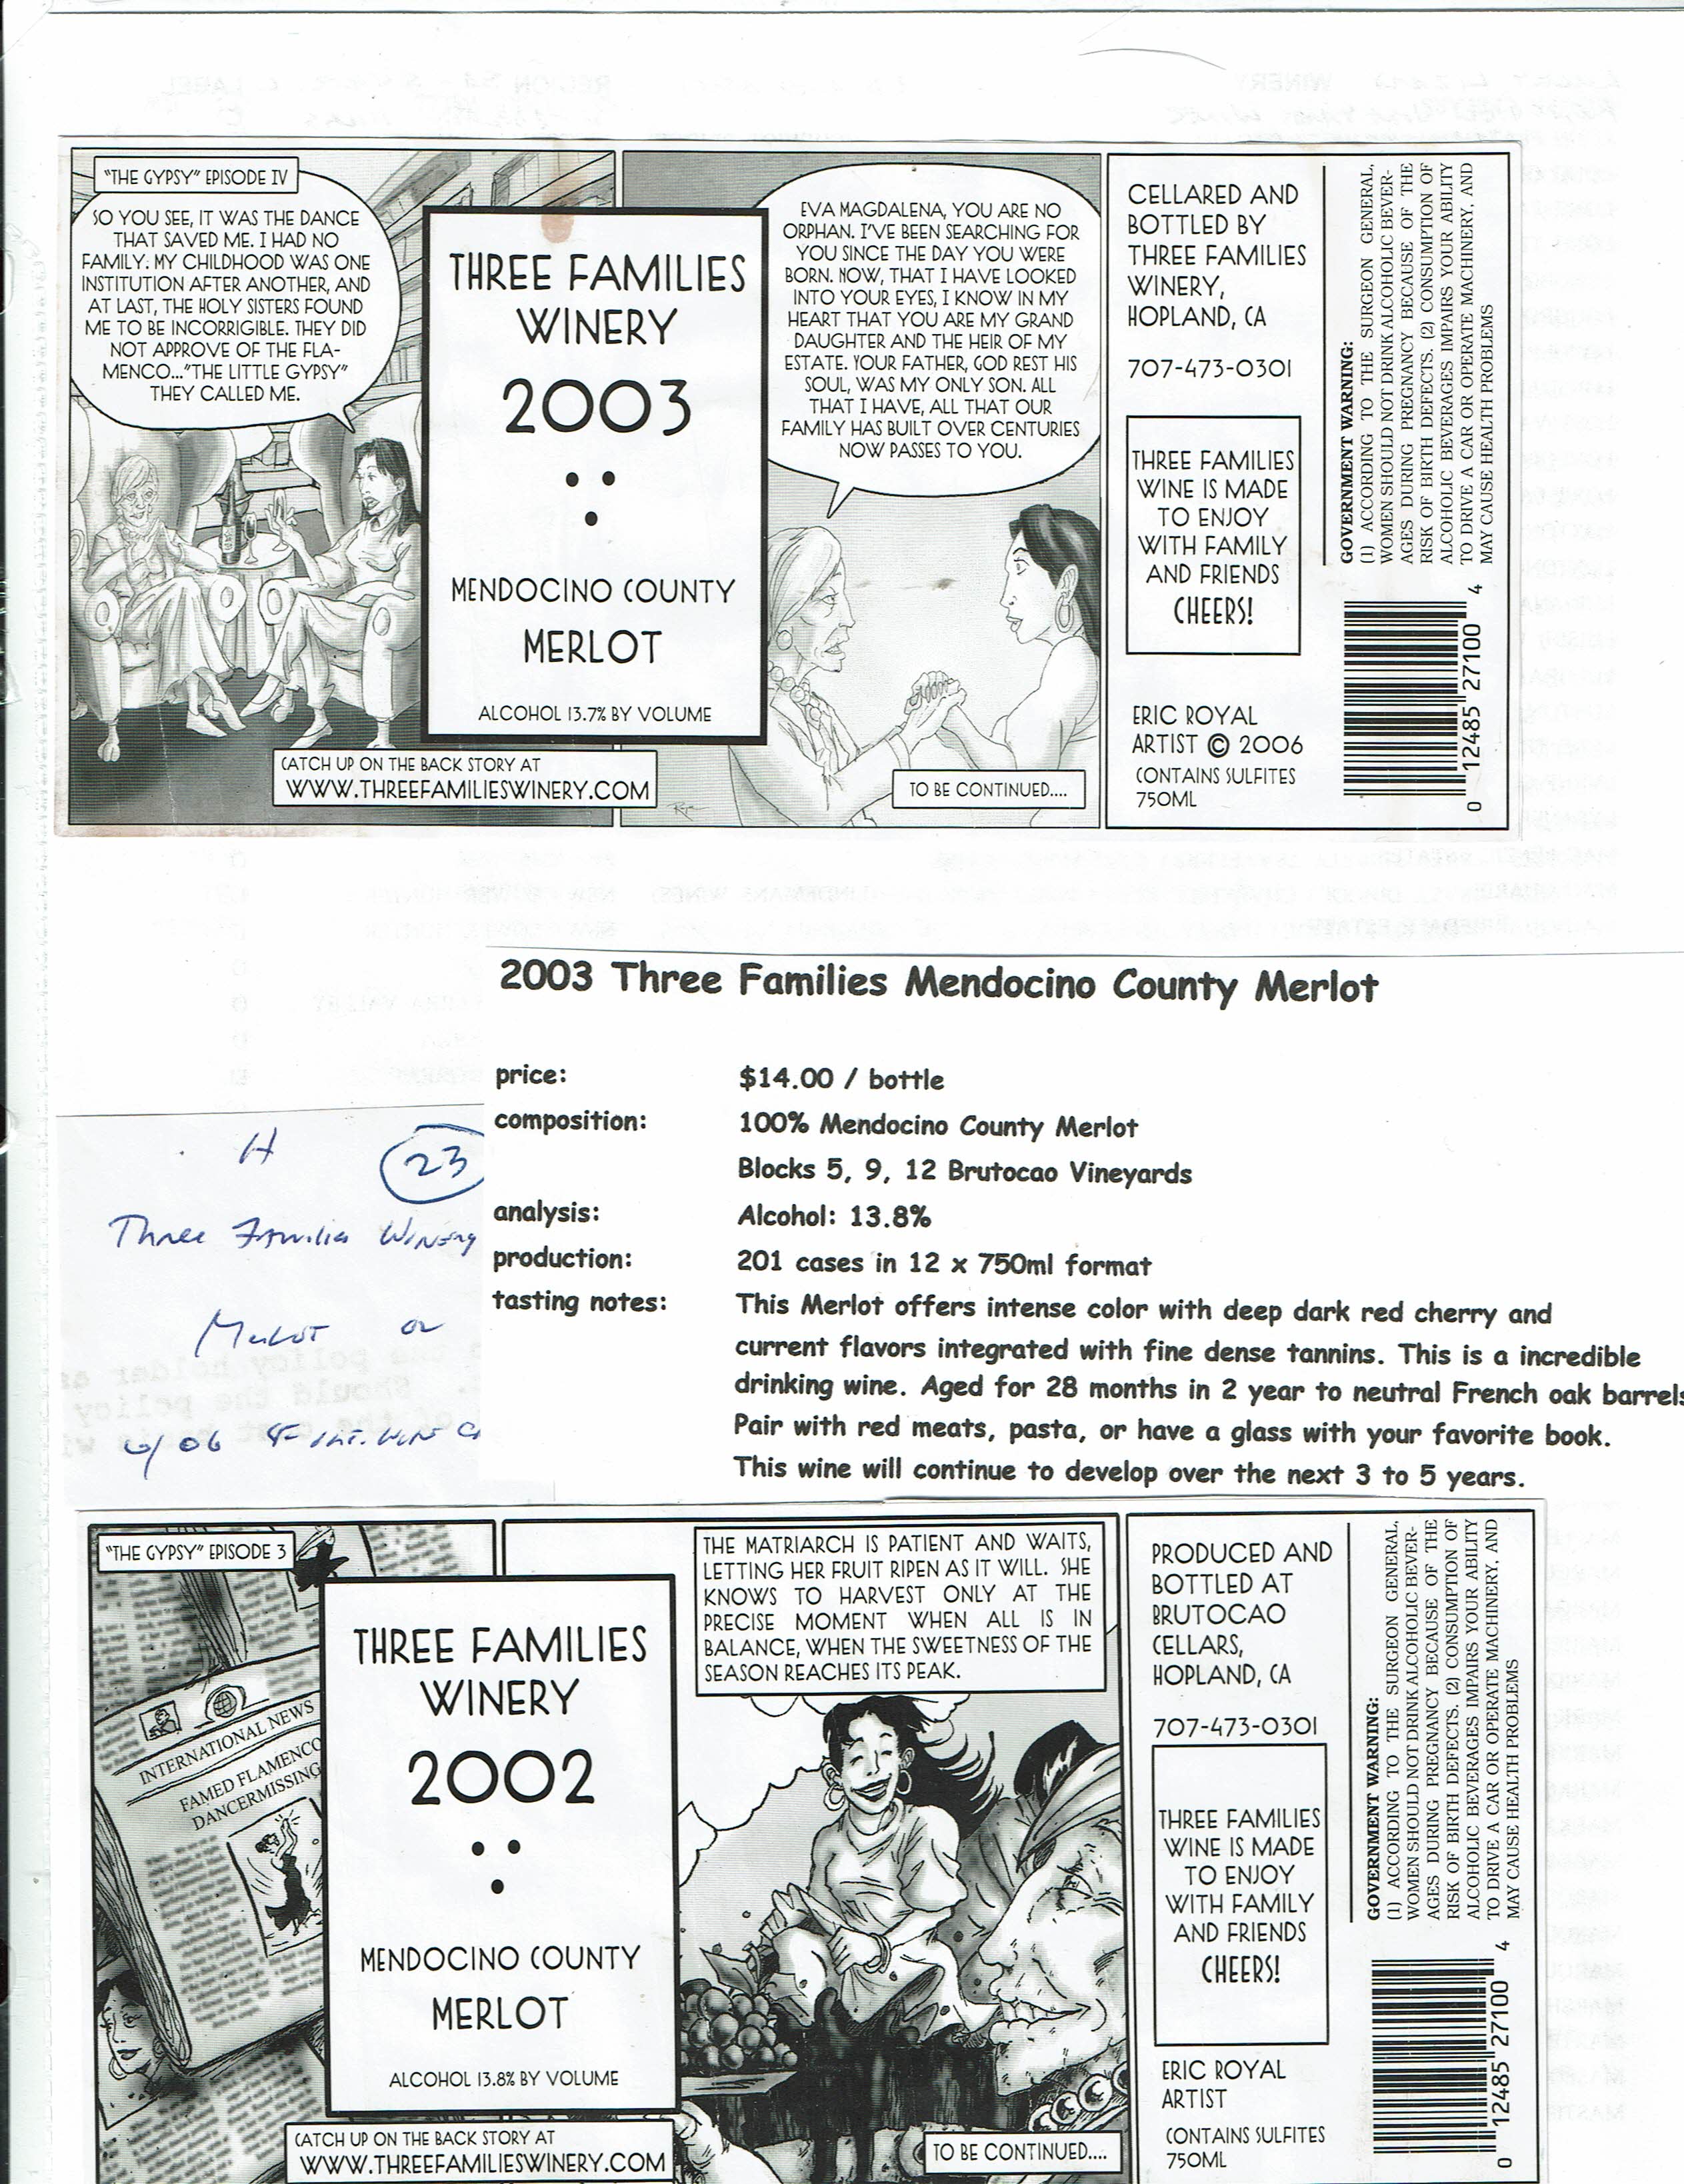 "THE GYPSY" EPISODE IV
SO YOU SEE, IT WAS THE DANCE
THAT SAVED ME. I HAD NO
FAMILY. MY CHILDHOOD WAS ONE
INSTITUTION AFTER ANOTHER, AND
AT LAST, THE HOLY SISTERS FOUND
ME TO BE INCORRIGIBLE. THEY DID
NOT APPROVE OF THE FLA-
MENCO..."THE LITTLE GYPSY"
THEY CALLED ME.
THREE FAMILIES
WINERY
2003
MENDOCINO COUNTY
MERLOT
ALCOHOL 13.7% BY VOLUME
CATCH UP ON THE BACK STORY AT
WWW.THREEFAMILIESWINERY.COM
EVA MAGDALENA, YOU ARE NO
ORPHAN. I'VE BEEN SEARCHING FOR
YOU SINCE THE DAY YOU WERE
BORN. NOW, THAT I HAVE LOOKED
INTO YOUR EYES, I KNOW IN MY
HEART THAT YOU ARE MY GRAND
DAUGHTER AND THE HEIR OF MY
ESTATE. YOUR FATHER, GOD REST HIS
SOUL, WAS MY ONLY SON. ALL
THAT I HAVE, ALL THAT OUR
FAMILY HAS BUILT OVER CENTURIES
NOW PASSES TO YOU.
TO BE CONTINUED....
CELLARED AND
BOTTLED BY
THREE FAMILIES
WINERY,
HOPLAND, CA
707-473-0301
THREE FAMILIES
WINE IS MADE
TO ENJOY
WITH FAMILY
AND FRIENDS
CHEERS!
ERIC ROYAL
ARTIST © 2006
CONTAINS SULFITES
750ML
GOVERNMENT WARNING:
(1) ACCORDING TO THE SURGEON GENERAL,
WOMEN SHOULD NOT DRINK ALCOHOLIC BEVER-
AGES DURING PREGNANCY BECAUSE OF THE
RISK OF BIRTH DEFECTS. (2) CONSUMPTION OF
ALCOHOLIC BEVERAGES IMPAIRS YOUR ABILITY
TO DRIVE A CAR OR OPERATE MACHINERY, AND
MAY CAUSE HEALTH PROBLEMS
0 12485 27100 4
2003 Three Families Mendocino County Merlot
price: $14.00 / bottle
composition: 100% Mendocino County Merlot
Blocks 5, 9, 12 Brutocao Vineyards
analysis: Alcohol: 13.8%
production: 201 cases in 12 x 750ml format
tasting notes: This Merlot offers intense color with deep dark red cherry and
current flavors integrated with fine dense tannins. This is a incredible
drinking wine. Aged for 28 months in 2 year to neutral French oak barrels
Pair with red meats, pasta, or have a glass with your favorite book.
This wine will continue to develop over the next 3 to 5 years.
H 23
Three Families Winery
Merlot
"THE GYPSY" EPISODE 3
INTERNATIONAL NEWS
FAMED FLAMENCO
DANCERMISSING
THREE FAMILIES
WINERY
2002
MENDOCINO COUNTY
MERLOT
ALCOHOL 13.8% BY VOLUME
CATCH UP ON THE BACK STORY AT
WWW.THREEFAMILIESWINERY.COM
THE MATRIARCH IS PATIENT AND WAITS,
LETTING HER FRUIT RIPEN AS IT WILL. SHE
KNOWS TO HARVEST ONLY AT THE
PRECISE MOMENT WHEN ALL IS IN
BALANCE, WHEN THE SWEETNESS OF THE
SEASON REACHES ITS PEAK.
TO BE CONTINUED....
PRODUCED AND
BOTTLED AT
BRUTOCAO
CELLARS,
HOPLAND, CA
707-473-0301
THREE FAMILIES
WINE IS MADE
TO ENJOY
WITH FAMILY
AND FRIENDS
CHEERS!
ERIC ROYAL
ARTIST
CONTAINS SULFITES
750ML
GOVERNMENT WARNING:
(1) ACCORDING TO THE SURGEON GENERAL,
WOMEN SHOULD NOT DRINK ALCOHOLIC BEVER-
AGES DURING PREGNANCY BECAUSE OF THE
RISK OF BIRTH DEFECTS. (2) CONSUMPTION OF
ALCOHOLIC BEVERAGES IMPAIRS YOUR ABILITY
TO DRIVE A CAR OR OPERATE MACHINERY, AND
MAY CAUSE HEALTH PROBLEMS
0 12485 27100 4